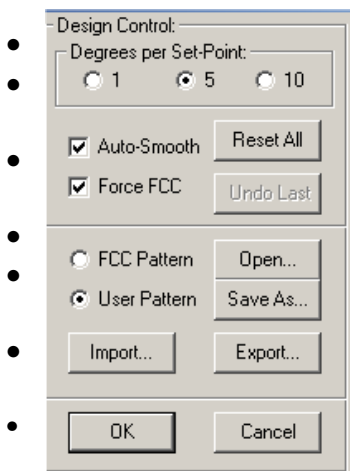 Design Control:
Degrees per Set-Point:
1 5 10
Auto-Smooth Reset All
Force FCC Undo Last
FCC Pattern Open...
User Pattern Save As...
Import... Export...
OK Cancel